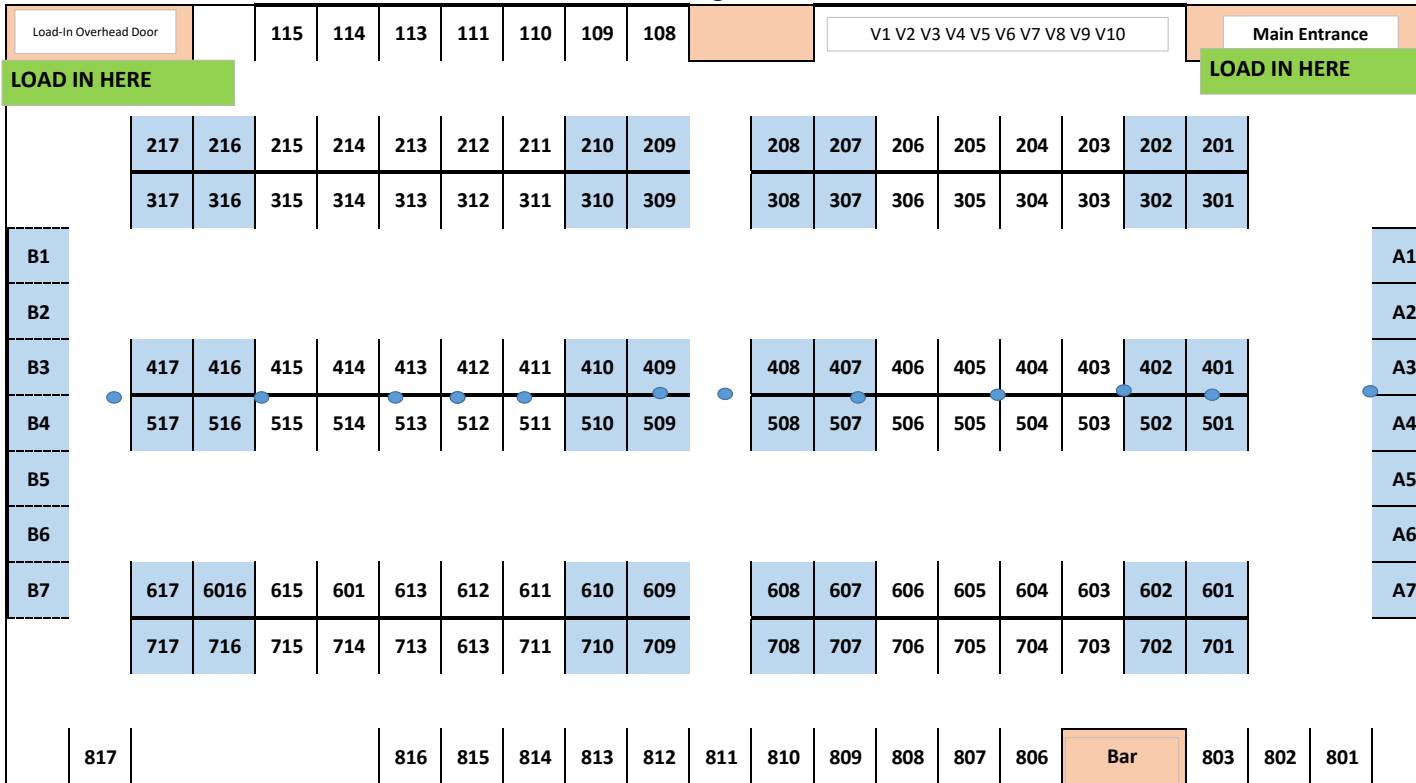 Load-In Overhead Door 115 114 113 111 110 109 108 V1 V2 V3 V4 V5 V6 V7 V8 V9 V10 Main Entrance
LOAD IN HERE LOAD IN HERE
217 216 215 214 213 212 211 210 209 208 207 206 205 204 203 202 201
317 316 315 314 313 312 311 310 309 308 307 306 305 304 303 302 301
B1 A1
B2 A2
B3 417 416 415 414 413 412 411 410 409 408 407 406 405 404 403 402 401 A3
B4 517 516 515 514 513 512 511 510 509 508 507 506 505 504 503 502 501 A4
B5 A5
B6 A6
B7 617 6016 615 601 613 612 611 610 609 608 607 606 605 604 603 602 601 A7
717 716 715 714 713 613 711 710 709 708 707 706 705 704 703 702 701
817 816 815 814 813 812 811 810 809 808 807 806 Bar 803 802 801